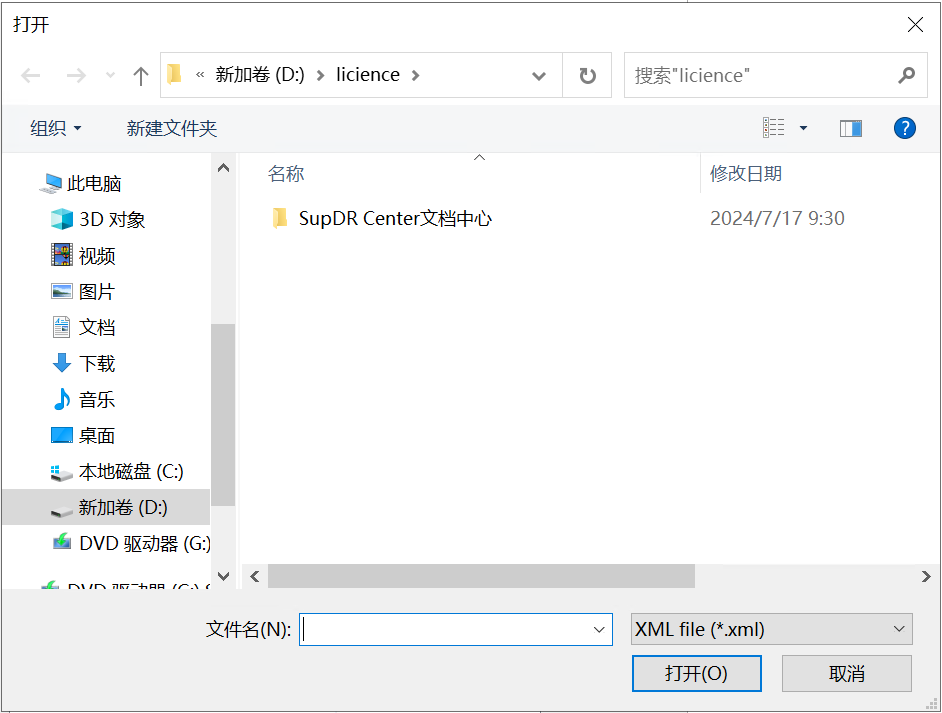 打开
« 新加卷 (D:) > licience >
搜索"licience"
组织
新建文件夹
?
名称
修改日期
SupDR Center文档中心
2024/7/17 9:30
此电脑
3D 对象
视频
图片
文档
下载
音乐
桌面
本地磁盘 (C:)
新加卷 (D:)
DVD 驱动器 (G:)
文件名(N):
XML file (*.xml)
打开(O)
取消